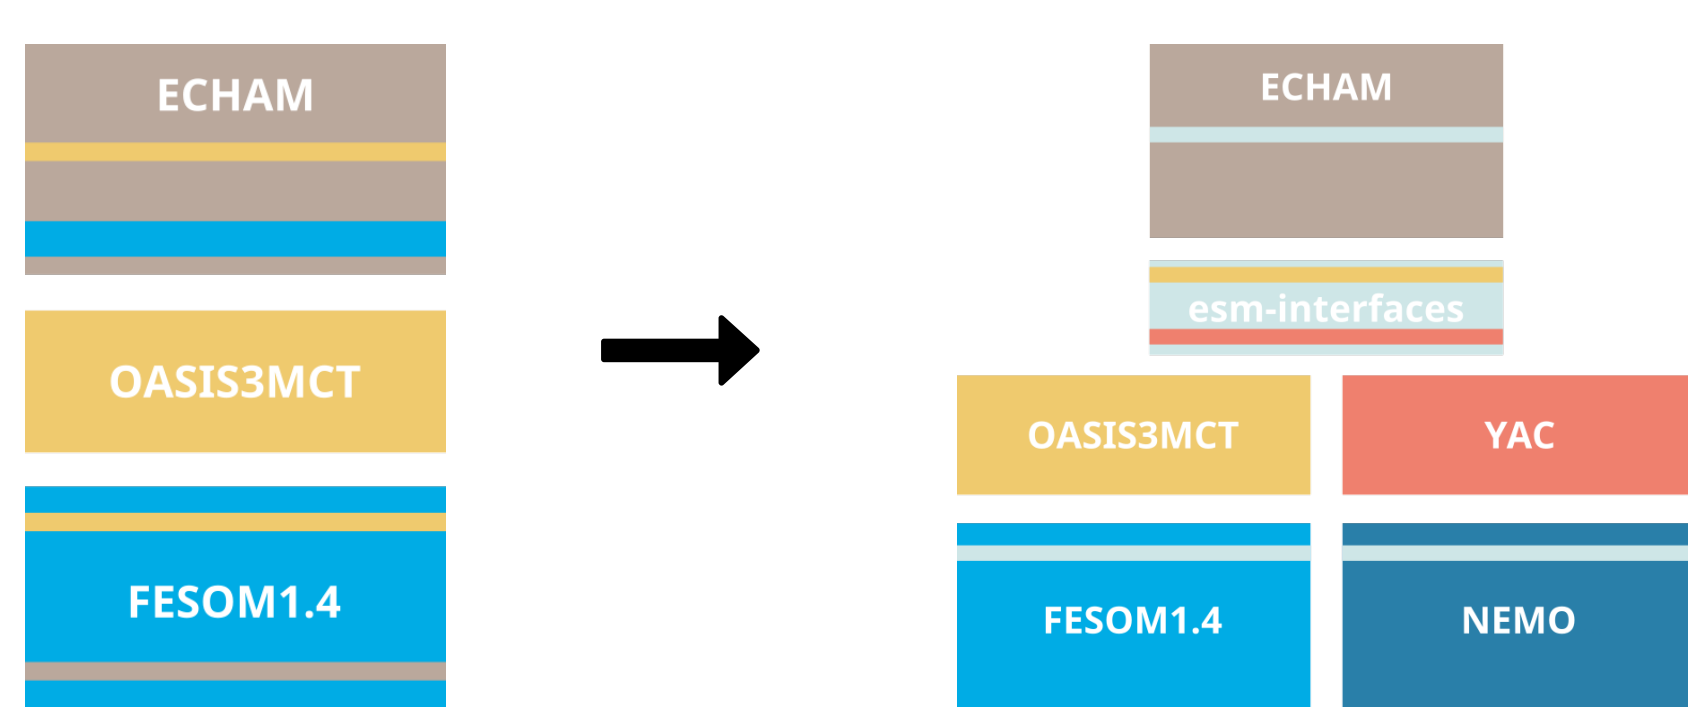 ECHAM
OASIS3MCT
FESOM1.4
ECHAM
esm-interfaces
OASIS3MCT
YAC
FESOM1.4
NEMO